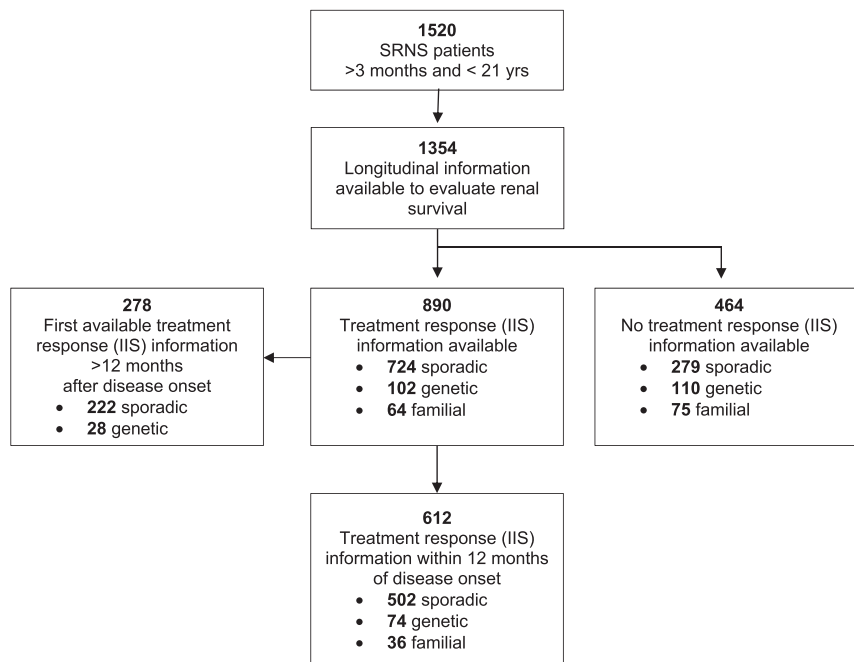 1520
SRNS patients
>3 months and < 21 yrs
1354
Longitudinal information
available to evaluate renal
survival
278
First available treatment
response (IIS) information
>12 months
after disease onset
• 222 sporadic
• 28 genetic
890
Treatment response (IIS)
information available
• 724 sporadic
• 102 genetic
• 64 familial
464
No treatment response (IIS)
information available
• 279 sporadic
• 110 genetic
• 75 familial
612
Treatment response (IIS)
information within 12 months
of disease onset
• 502 sporadic
• 74 genetic
• 36 familial